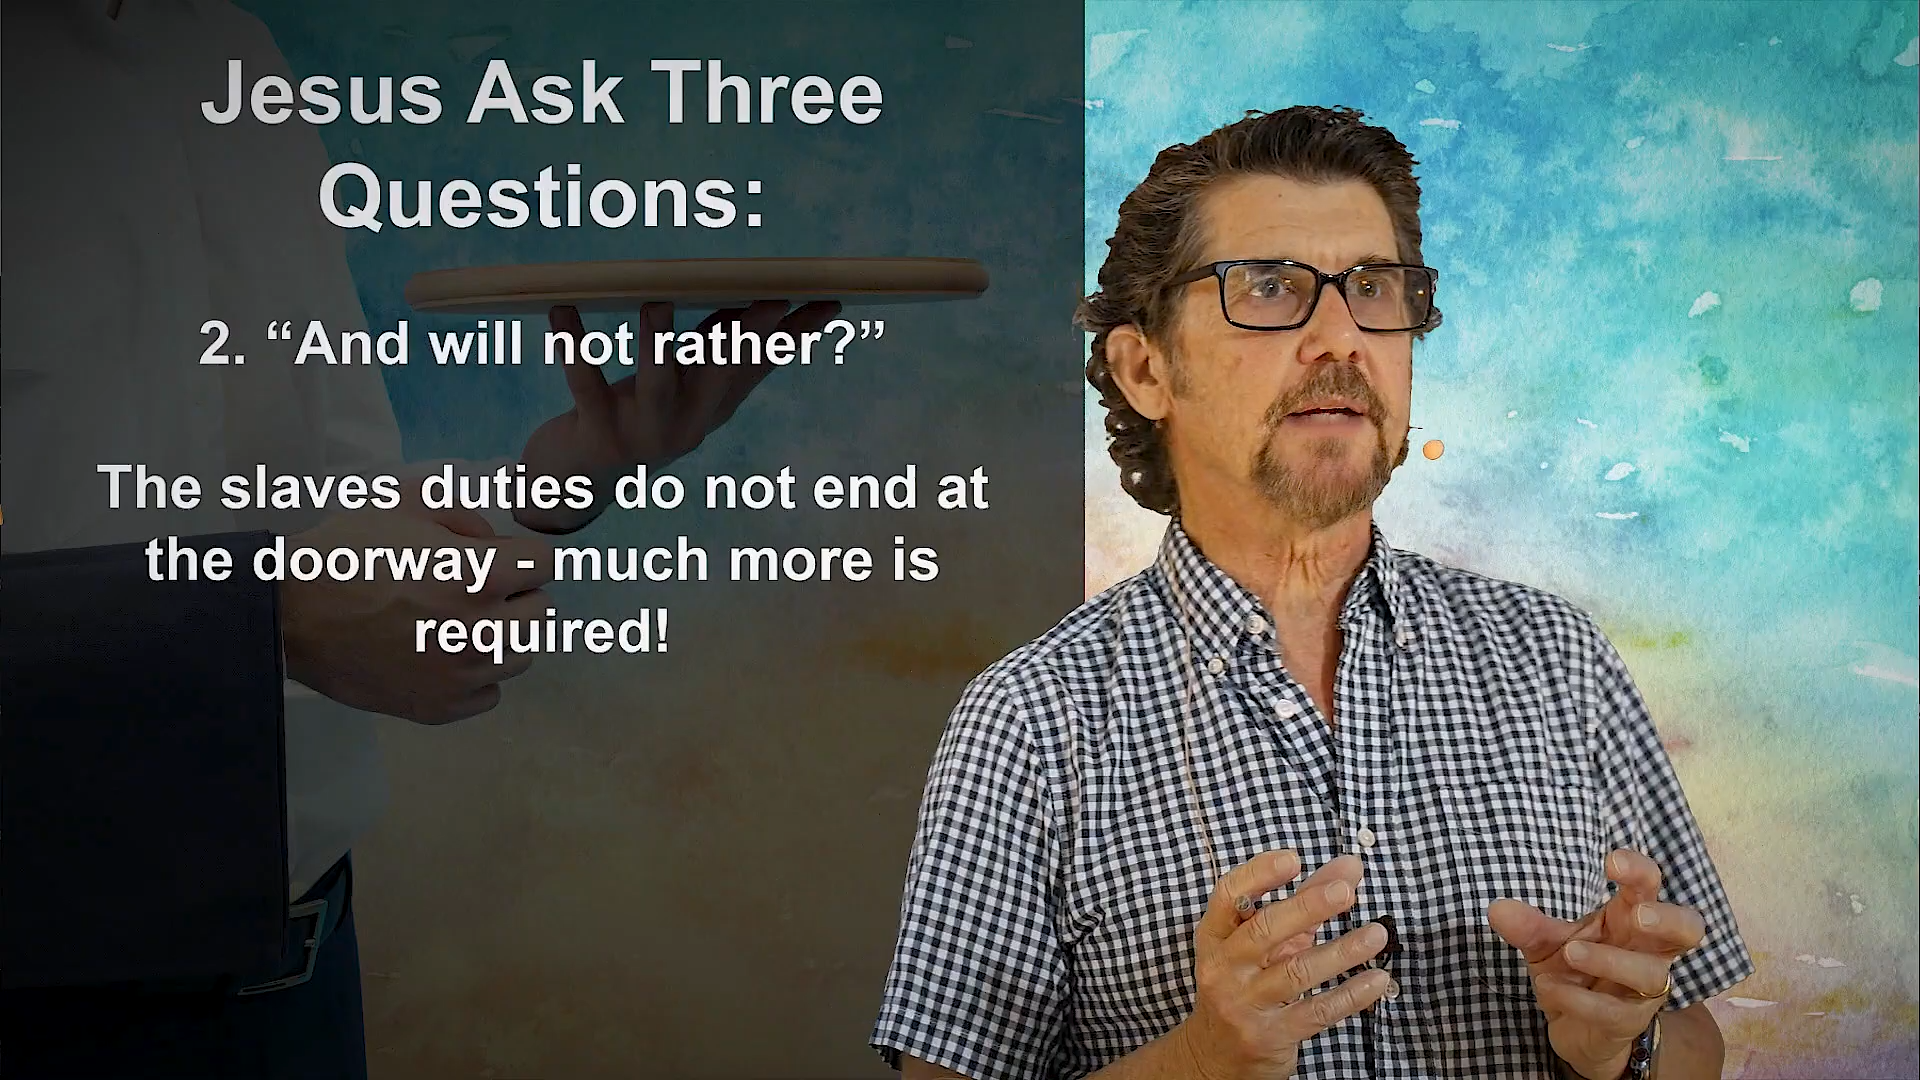 Jesus Ask Three
Questions:
2. “And will not rather?”
The slaves duties do not end at
the doorway - much more is
required!